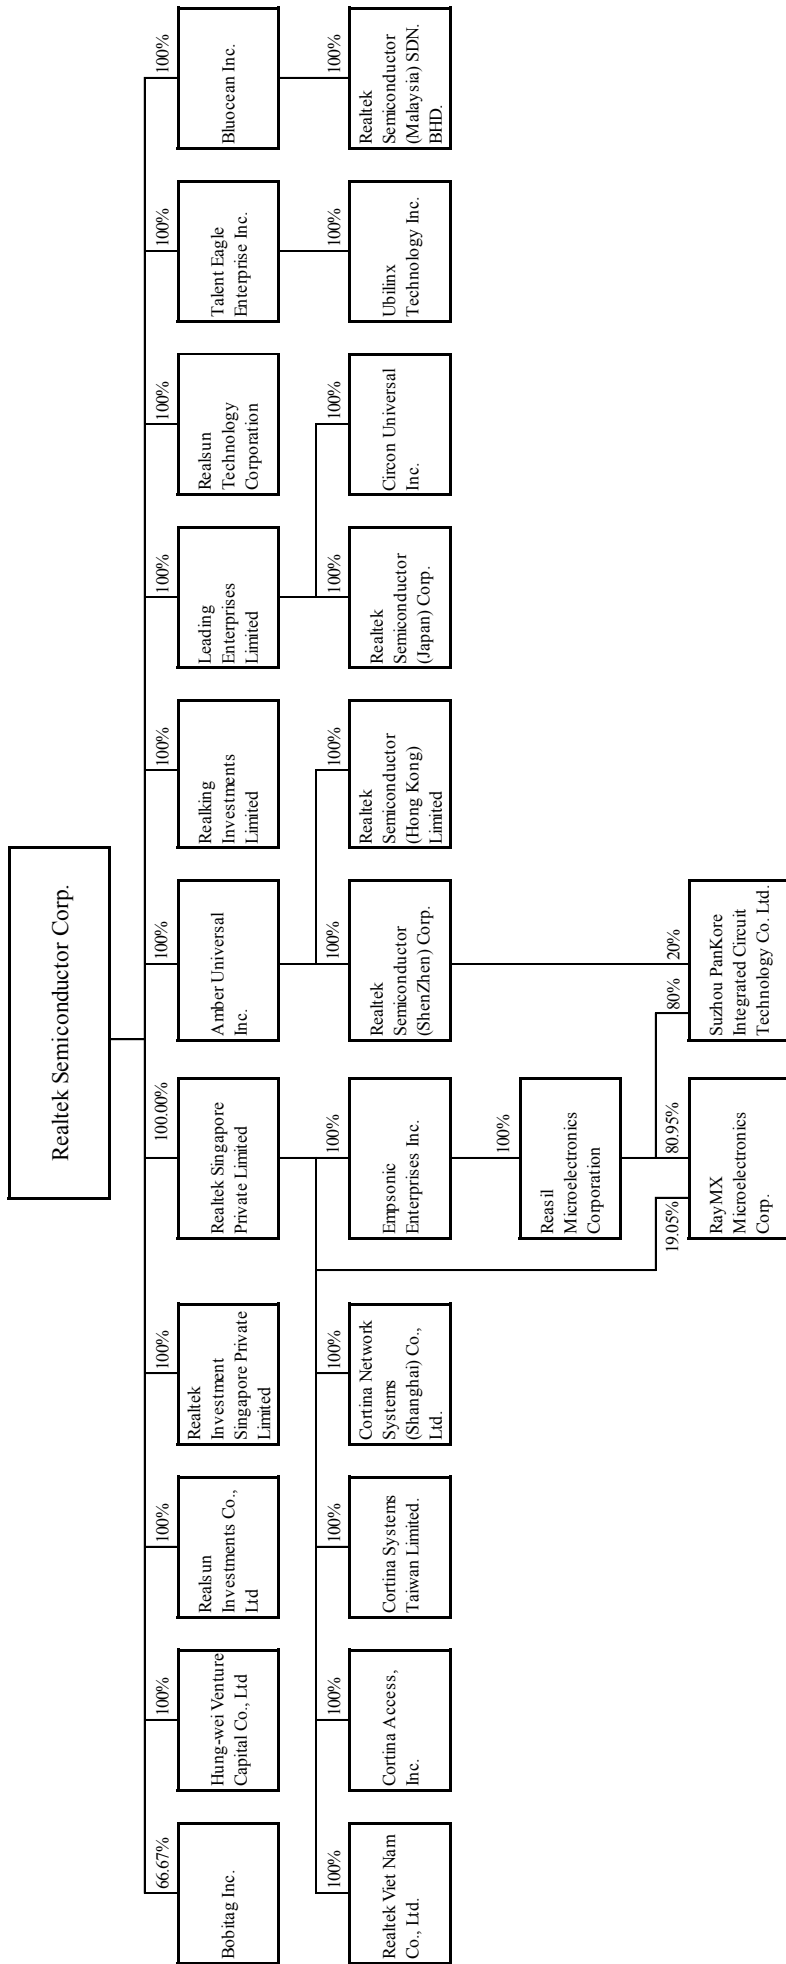 Realtek Semiconductor Corp.
66.67%
100%
100%
100%
100.00%
100%
100%
100%
100%
100%
100%
Bobitag Inc.
Hung-wei Venture
Capital Co., Ltd
Realsun
Investments Co.,
Ltd
Realtek
Investment
Singapore Private
Limited
Realtek Singapore
Private Limited
Amber Universal
Inc.
Realking
Investments
Limited
Leading
Enterprises
Limited
Realsun
Technology
Corporation
Talent Eagle
Enterprise Inc.
Bluocean Inc.
100%
100%
100%
100%
100%
100%
100%
100%
100%
100%
100%
Realtek Viet Nam
Co., Ltd.
Cortina Access,
Inc.
Cortina Systems
Taiwan Limited.
Cortina Network
Systems
(Shanghai) Co.,
Ltd.
Empsonic
Enterprises Inc.
Realtek
Semiconductor
(ShenZhen) Corp.
Realtek
Semiconductor
(Hong Kong)
Limited
Realtek
Semiconductor
(Japan) Corp.
Circon Universal
Inc.
Ubilinx
Technology Inc.
Realtek
Semiconductor
(Malaysia) SDN.
BHD.
100%
Reasil
Microelectronics
Corporation
19.05%
80.95%
80%
20%
RayMX
Microelectronics
Corp.
Suzhou PanKore
Integrated Circuit
Technology Co. Ltd.